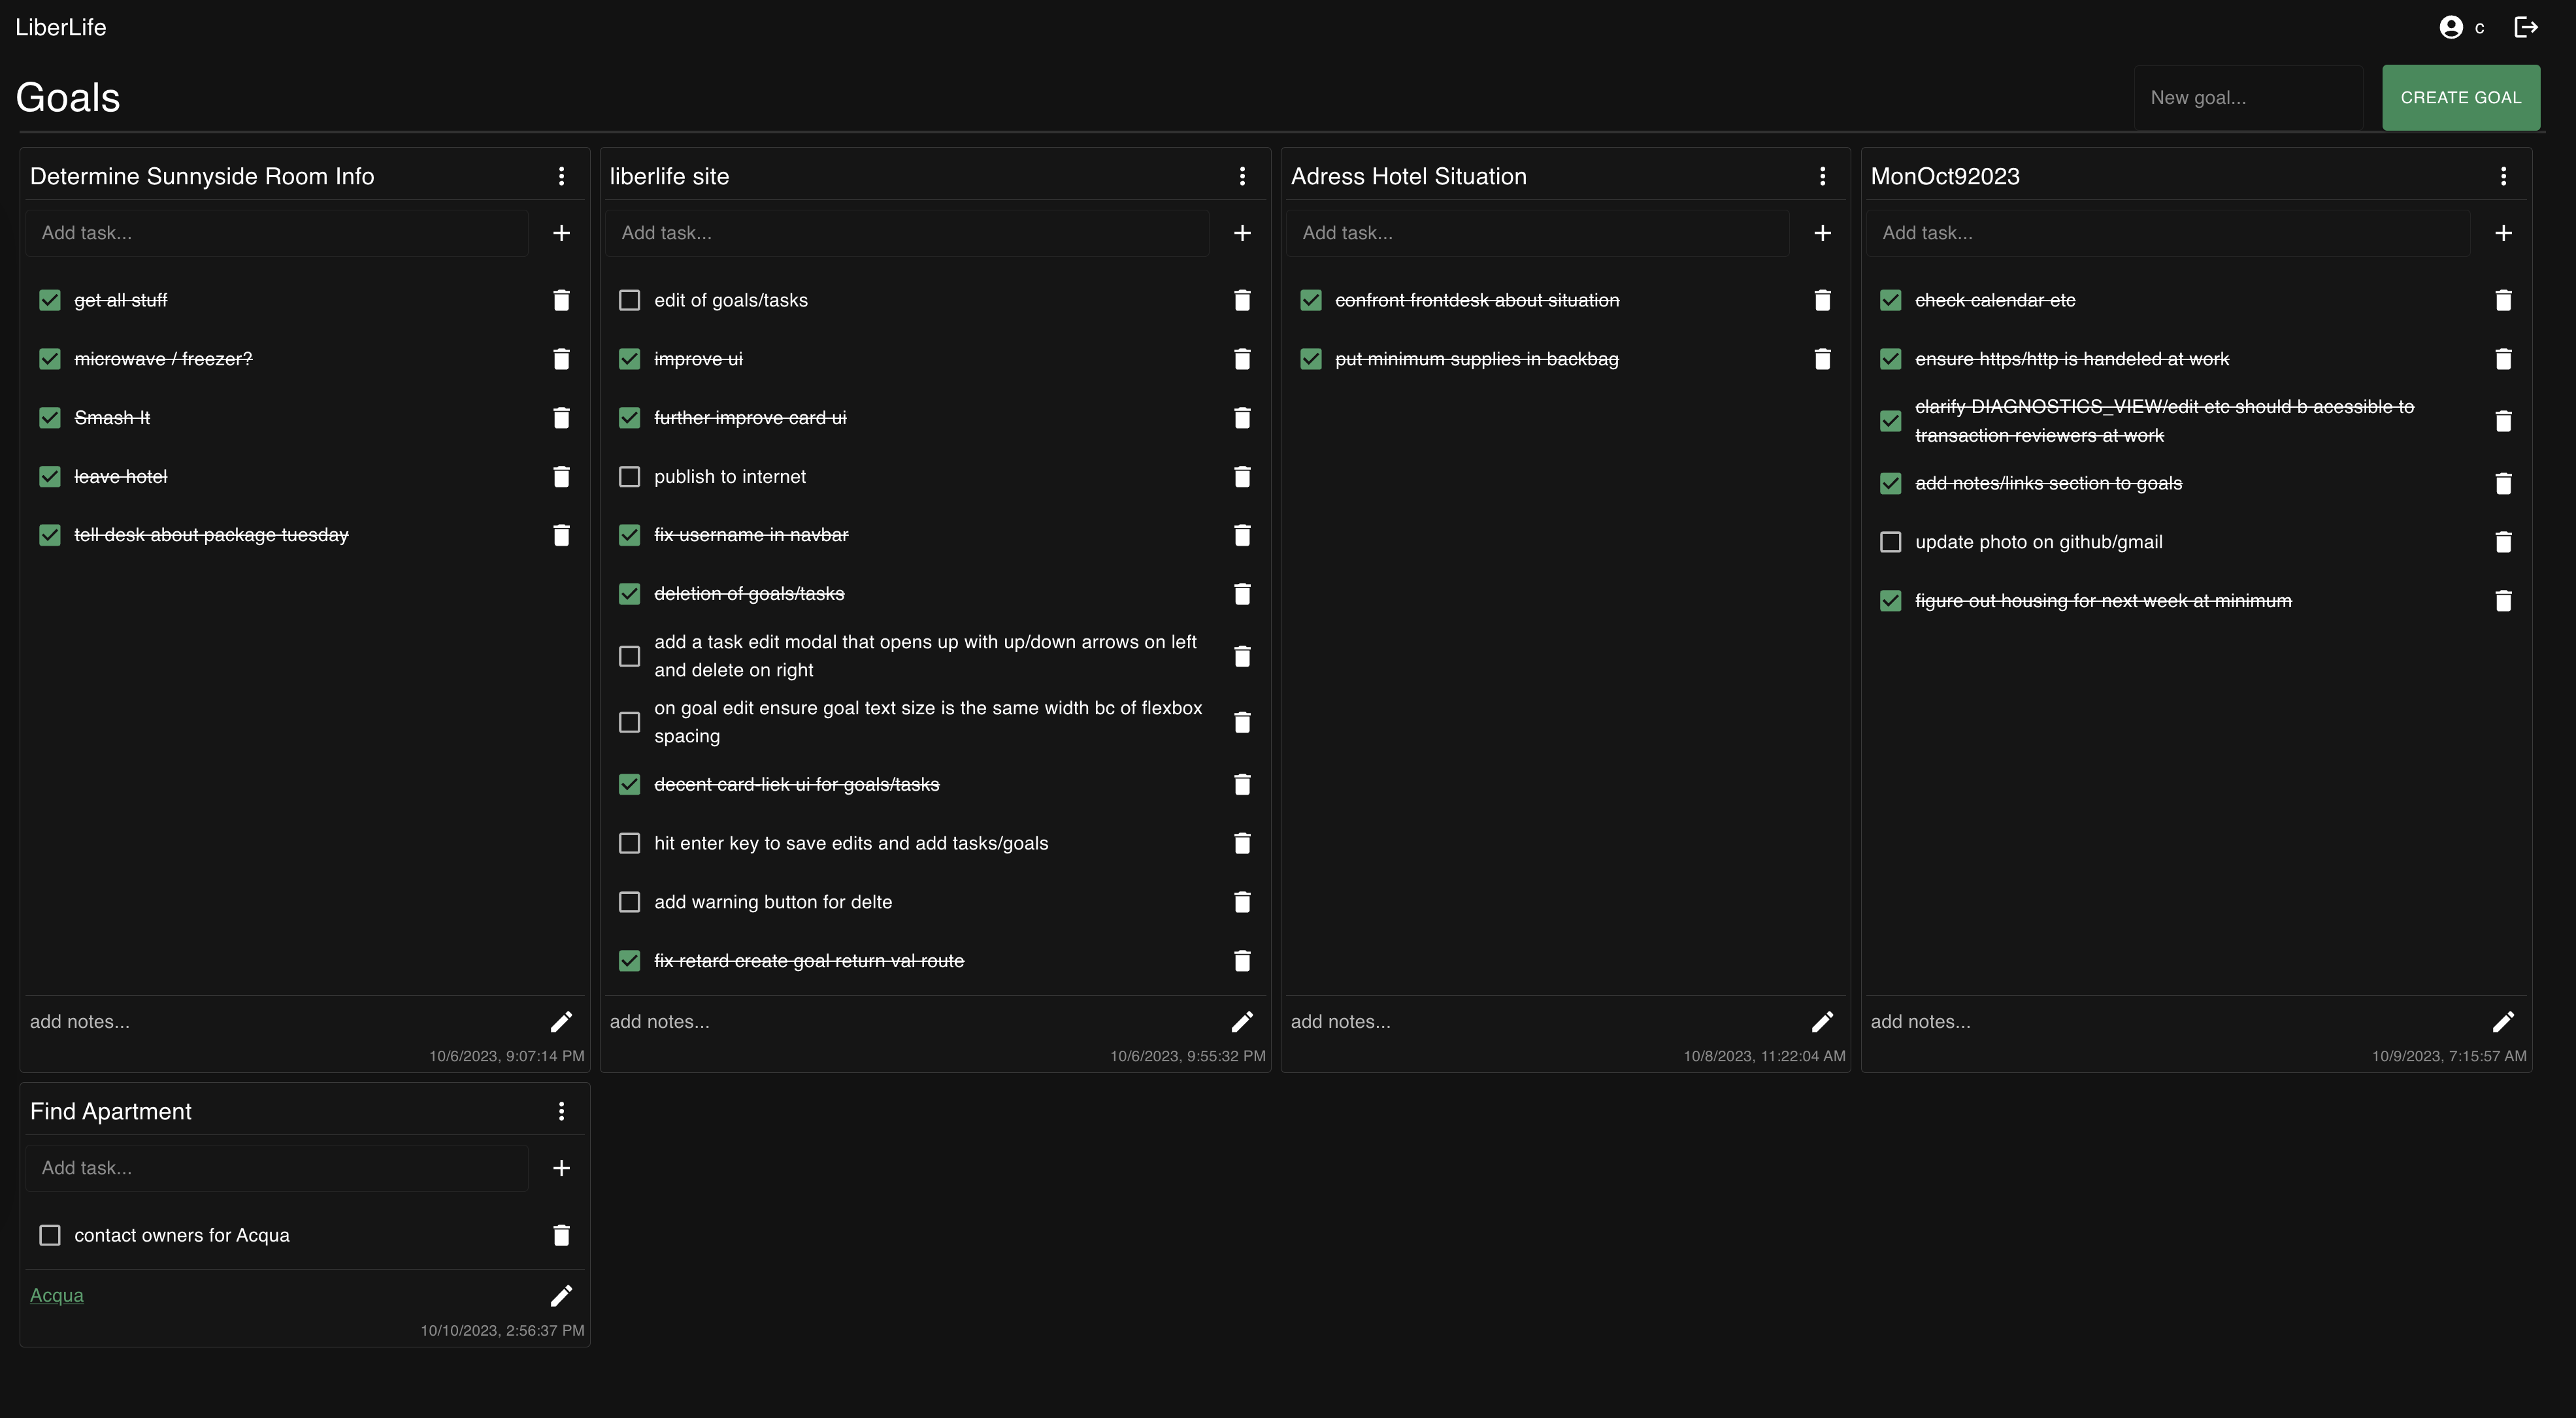 LiberLife
c
Goals
New goal...
CREATE GOAL
Determine Sunnyside Room Info
Add task...
get all stuff
microwave / freezer?
Smash It
leave hotel
tell desk about package tuesday
add notes...
10/6/2023, 9:07:14 PM
liberlife site
Add task...
edit of goals/tasks
improve ui
further improve card ui
publish to internet
fix username in navbar
deletion of goals/tasks
add a task edit modal that opens up with up/down arrows on left
and delete on right
on goal edit ensure goal text size is the same width bc of flexbox
spacing
decent card-liek ui for goals/tasks
hit enter key to save edits and add tasks/goals
add warning button for delte
fix retard create goal return val route
add notes...
10/6/2023, 9:55:32 PM
Adress Hotel Situation
Add task...
confront frontdesk about situation
put minimum supplies in backbag
add notes...
10/8/2023, 11:22:04 AM
MonOct92023
Add task...
check calendar etc
ensure https/http is handeled at work
clarify DIAGNOSTICS_VIEW/edit etc should b acessible to
transaction reviewers at work
add notes/links section to goals
update photo on github/gmail
figure out housing for next week at minimum
add notes...
10/9/2023, 7:15:57 AM
Find Apartment
Add task...
contact owners for Acqua
Acqua
10/10/2023, 2:56:37 PM